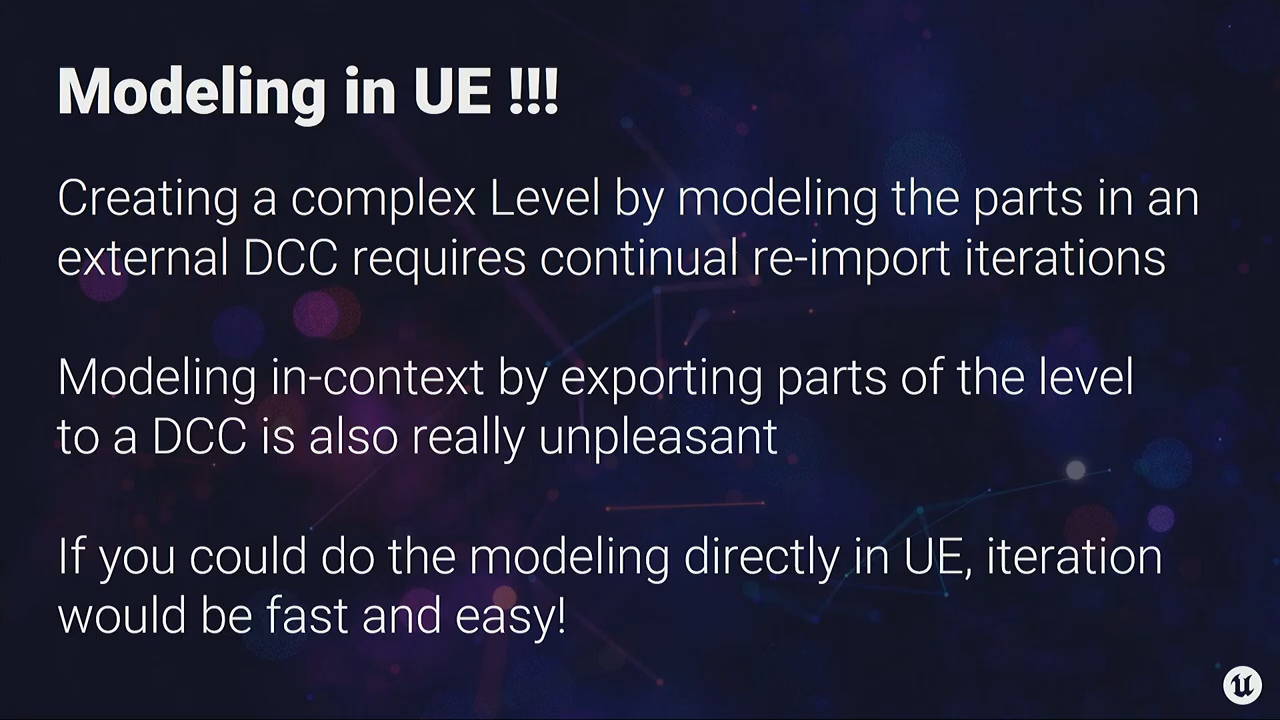 Modeling in UE !!!
Creating a complex Level by modeling the parts in an
external DCC requires continual re-import iterations
Modeling in-context by exporting parts of the level
to a DCC is also really unpleasant
If you could do the modeling directly in UE, iteration
would be fast and easy!